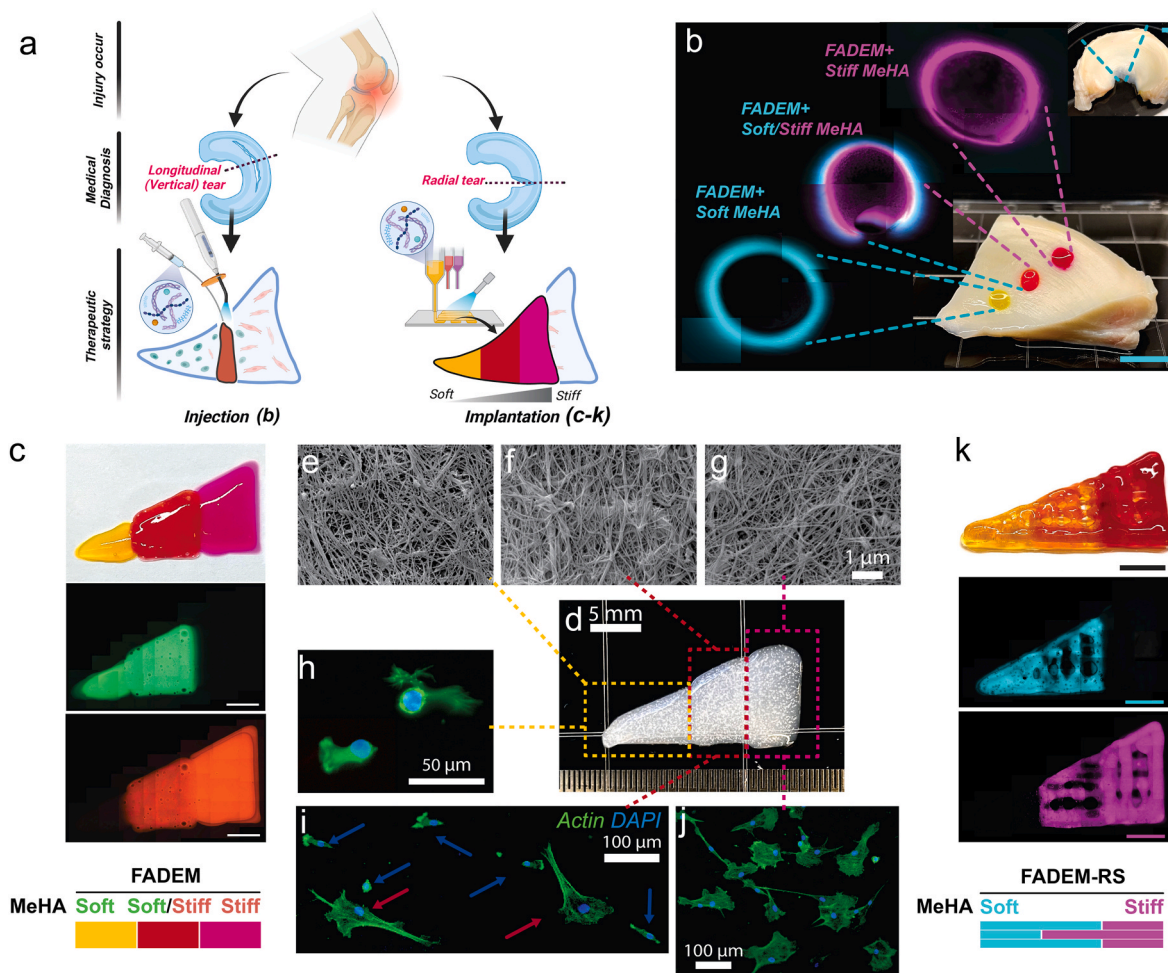 a
Injury occur
Medical
Diagnosis
Therapeutic
strategy
Longitudinal
(Vertical) tear
Radial tear
Soft
Stiff
Injection (b)
Implantation (c-k)
b
FADEM+
Stiff MeHA
FADEM+
Soft/Stiff MeHA
FADEM+
Soft MeHA
c
FADEM
MeHA Soft Soft/Stiff Stiff
e
f
g
1 µm
d
5 mm
h
50 µm
i
Actin DAPI
100 µm
j
100 µm
k
FADEM-RS
MeHA Soft Stiff